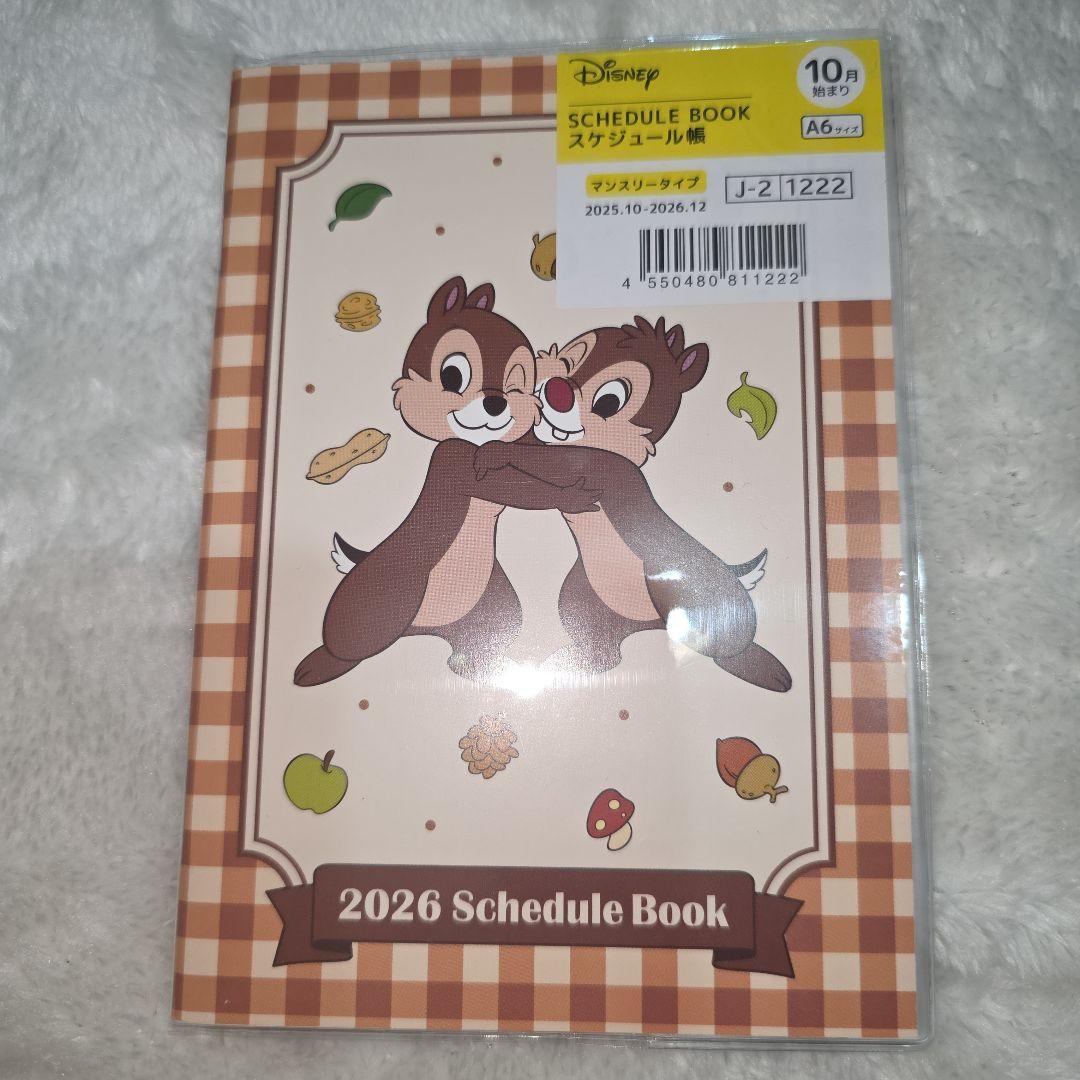 Disney
10月
始まり
SCHEDULE BOOK
スケジュール帳
A6サイズ
マンスリータイプ
J-2 1222
2025.10-2026.12
4 550480 811222
2026 Schedule Book